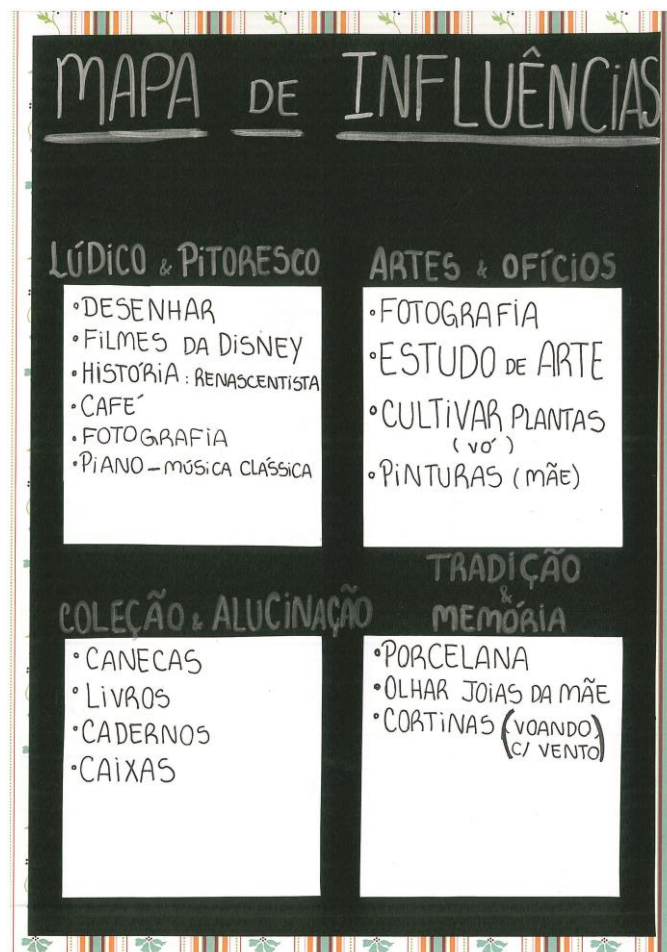 MAPA DE INFLUÊNCIAS
LÚDICO & PITORESCO
• DESENHAR
• FILMES DA DISNEY
• HISTÓRIA: RENASCENTISTA
• CAFÉ
• FOTOGRAFIA
• PIANO – MÚSICA CLÁSSICA
ARTES & OFÍCIOS
• FOTOGRAFIA
• ESTUDO DE ARTE
• CULTIVAR PLANTAS
(VÓ)
• PINTURAS (MÃE)
COLEÇÃO & ALUCINAÇÃO
• CANECAS
• LIVROS
• CADERNOS
• CAIXAS
TRADIÇÃO
&
MEMÓRIA
• PORCELANA
• OLHAR JOIAS DA MÃE
• CORTINAS (VOANDO
C/ VENTO)